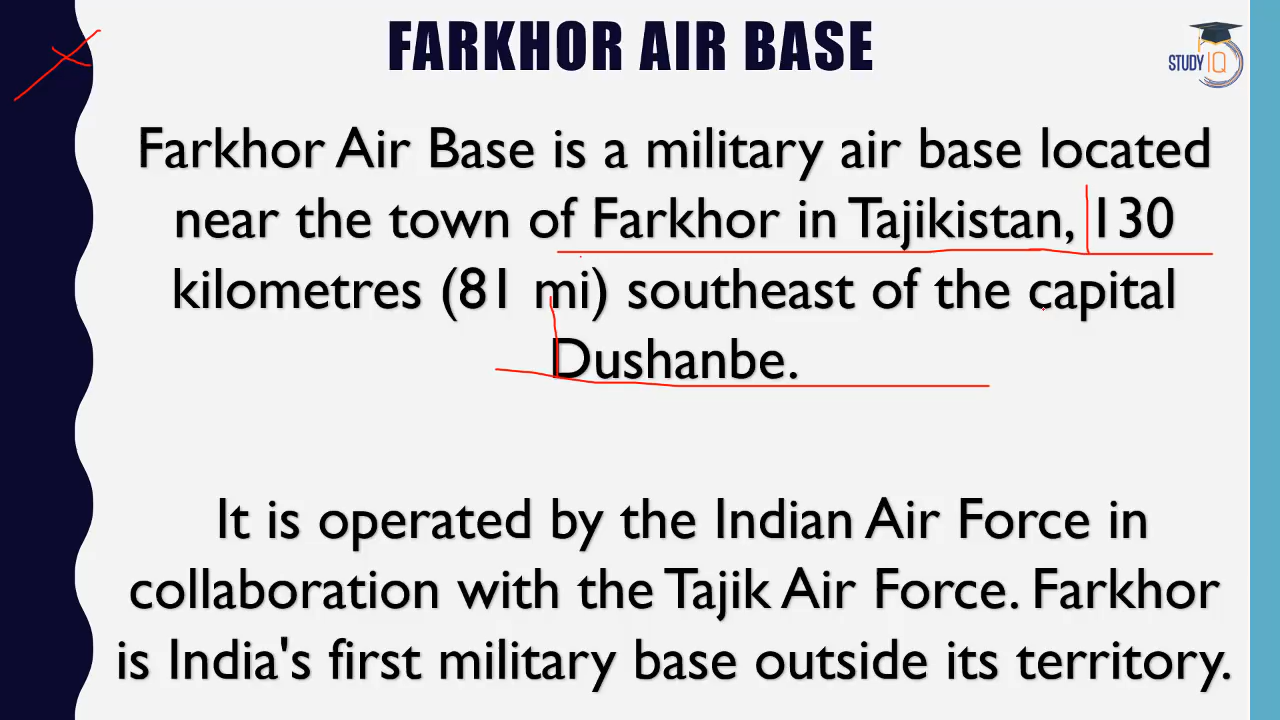 FARKHOR AIR BASE
STUDY IQ
Farkhor Air Base is a military air base located
near the town of Farkhor in Tajikistan, 130
kilometres (81 mi) southeast of the capital
Dushanbe.
It is operated by the Indian Air Force in
collaboration with the Tajik Air Force. Farkhor
is India's first military base outside its territory.